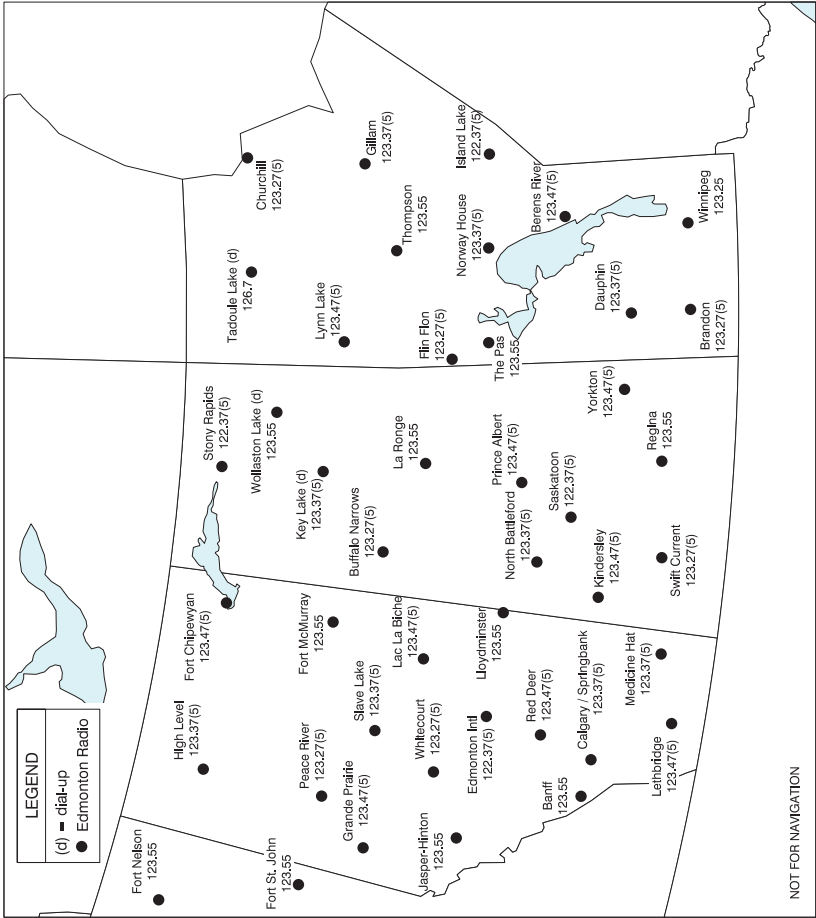 LEGEND
(d) = dial-up
Edmonton Radio
Fort Nelson
123.55
Fort St. John
123.55
High Level
123.37(5)
Fort Chipewyan
123.47(5)
Peace River
123.27(5)
Fort McMurray
123.55
Grande Prairie
123.47(5)
Slave Lake
123.37(5)
Lac La Biche
123.47(5)
Whitecourt
123.27(5)
Jasper-Hinton
123.55
Edmonton Intl
122.37(5)
Lloydminster
123.55
Red Deer
123.47(5)
Banff
123.55
Calgary / Springbank
123.37(5)
Medicine Hat
123.37(5)
Lethbridge
123.47(5)
Stony Rapids
122.37(5)
Wollaston Lake (d)
123.55
Key Lake (d)
123.37(5)
Buffalo Narrows
123.27(5)
La Ronge
123.55
Prince Albert
123.47(5)
North Battleford
123.37(5)
Saskatoon
122.37(5)
Kindersley
123.47(5)
Swift Current
123.27(5)
Regina
123.55
Yorkton
123.47(5)
Tadoule Lake (d)
126.7
Churchill
123.27(5)
Lynn Lake
123.47(5)
Gillam
123.37(5)
Thompson
123.55
Flin Flon
123.27(5)
The Pas
123.55
Norway House
123.37(5)
Island Lake
122.37(5)
Berens River
123.47(5)
Dauphin
123.37(5)
Brandon
123.27(5)
Winnipeg
123.25
NOT FOR NAVIGATION